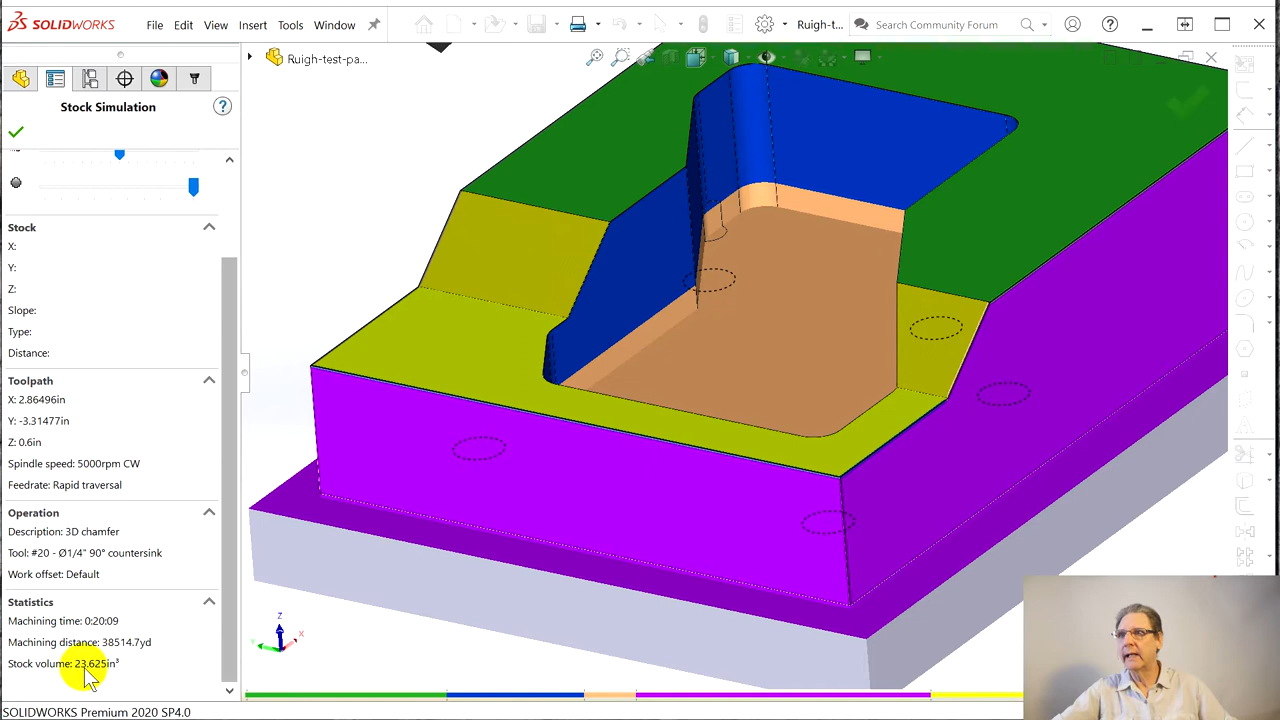 SOLIDWORKS File Edit View Insert Tools Window Ruigh-t... Search Community Forum
Ruigh-test-pa...
Stock Simulation
Stock
X:
Y:
Z:
Slope:
Type:
Distance:
Toolpath
X: 2.86496in
Y: -3.31477in
Z: 0.6in
Spindle speed: 5000rpm CW
Feedrate: Rapid traversal
Operation
Description: 3D chamfer
Tool: #20 - Ø1/4" 90° countersink
Work offset: Default
Statistics
Machining time: 0:20:09
Machining distance: 38514.7yd
Stock volume: 23.625in³
Z
X
Y
SOLIDWORKS Premium 2020 SP4.0